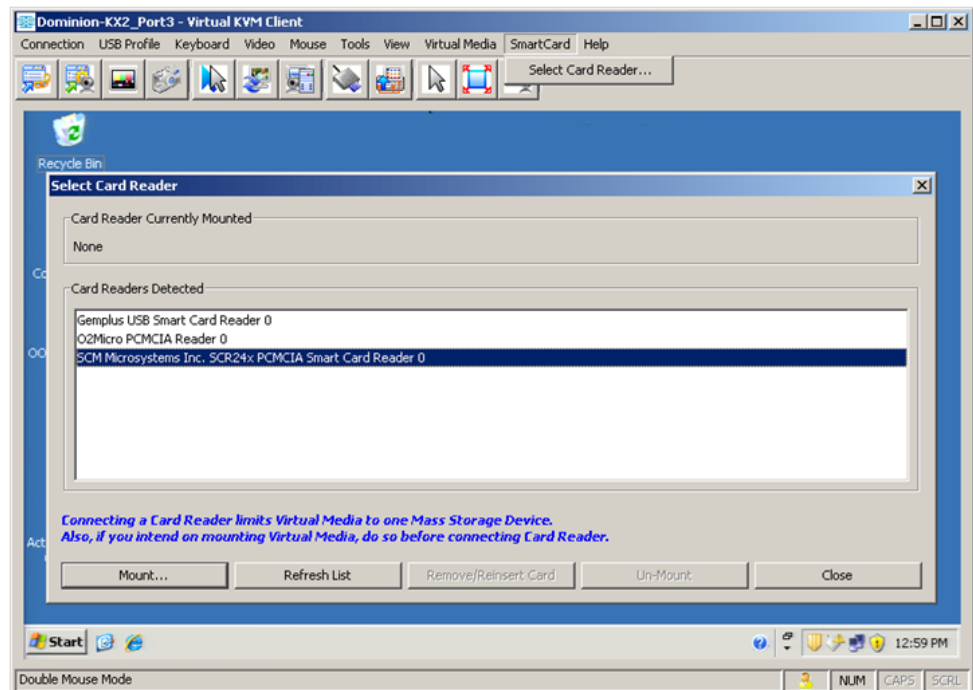 Dominion-KX2_Port3 - Virtual KVM Client
Connection USB Profile Keyboard Video Mouse Tools View Virtual Media SmartCard Help
Select Card Reader...
Recycle Bin
Select Card Reader
Card Reader Currently Mounted
None
Co
Card Readers Detected
Gemplus USB Smart Card Reader 0
O2Micro PCMCIA Reader 0
OO
SCM Microsystems Inc. SCR24x PCMCIA Smart Card Reader 0
Connecting a Card Reader limits Virtual Media to one Mass Storage Device.
Also, if you intend on mounting Virtual Media, do so before connecting Card Reader.
Act
Mount... Refresh List Remove/Reinsert Card Un-Mount Close
Start 12:59 PM
Double Mouse Mode NUM CAPS SCRL